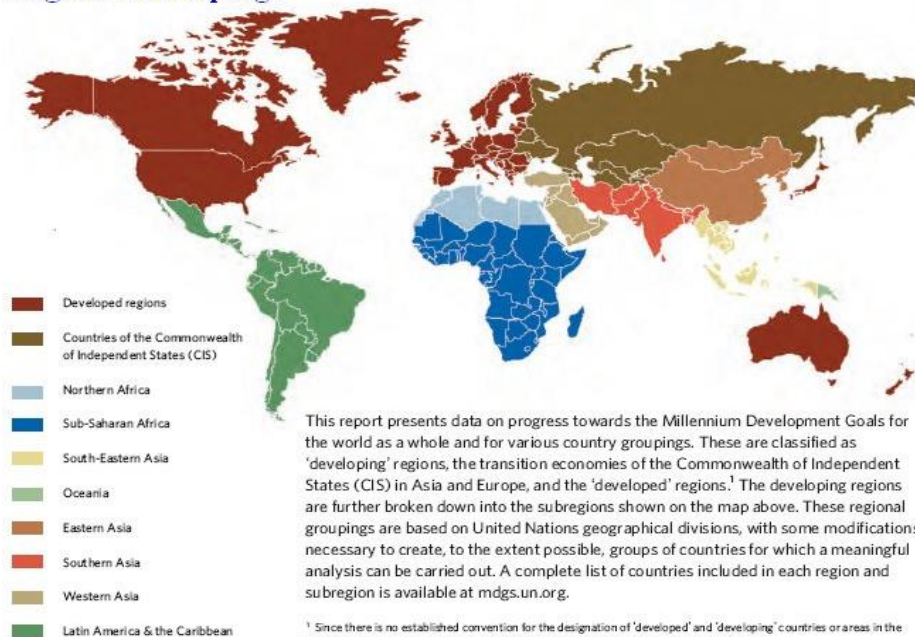 Developed regions
Countries of the Commonwealth
of Independent States (CIS)
Northern Africa
Sub-Saharan Africa
South-Eastern Asia
Oceania
Eastern Asia
Southern Asia
Western Asia
Latin America & the Caribbean
This report presents data on progress towards the Millennium Development Goals for
the world as a whole and for various country groupings. These are classified as
‘developing’ regions, the transition economies of the Commonwealth of Independent
States (CIS) in Asia and Europe, and the ‘developed’ regions.¹ The developing regions
are further broken down into the subregions shown on the map above. These regional
groupings are based on United Nations geographical divisions, with some modifications
necessary to create, to the extent possible, groups of countries for which a meaningful
analysis can be carried out. A complete list of countries included in each region and
subregion is available at mdgs.un.org.
¹ Since there is no established convention for the designation of ‘developed’ and ‘developing’ countries or areas in the